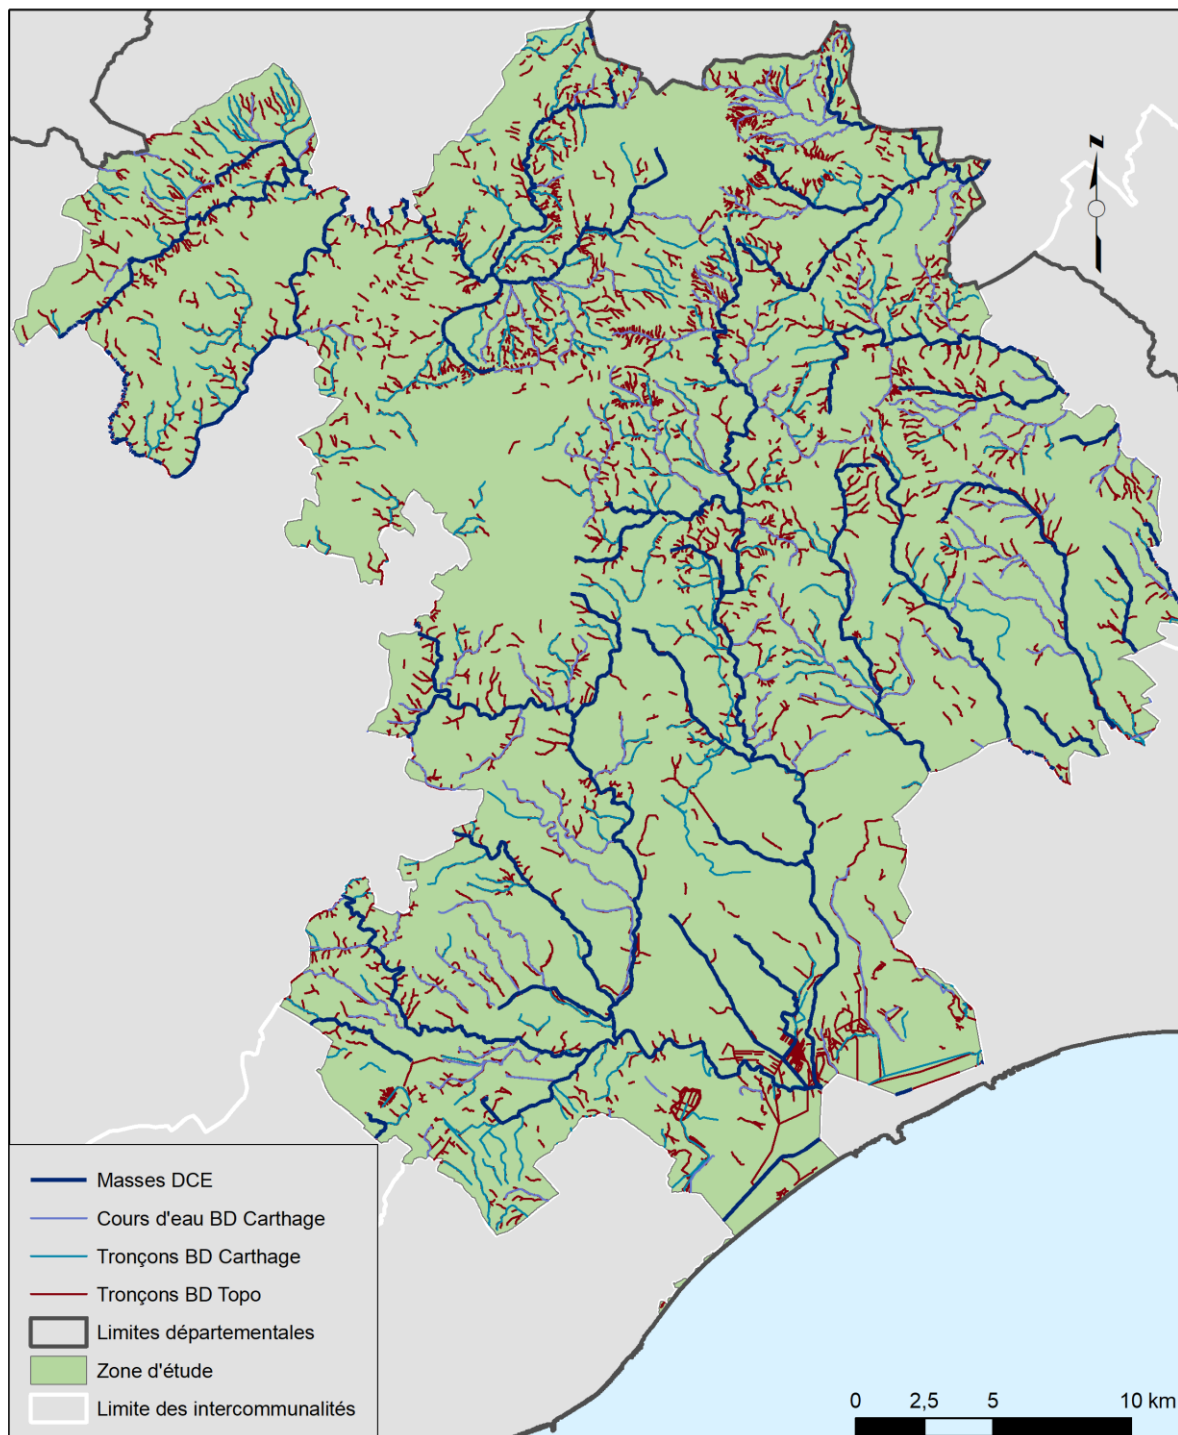 N
Masses DCE
Cours d'eau BD Carthage
Tronçons BD Carthage
Tronçons BD Topo
Limites départementales
Zone d'étude
Limite des intercommunalités
0 2,5 5 10 km